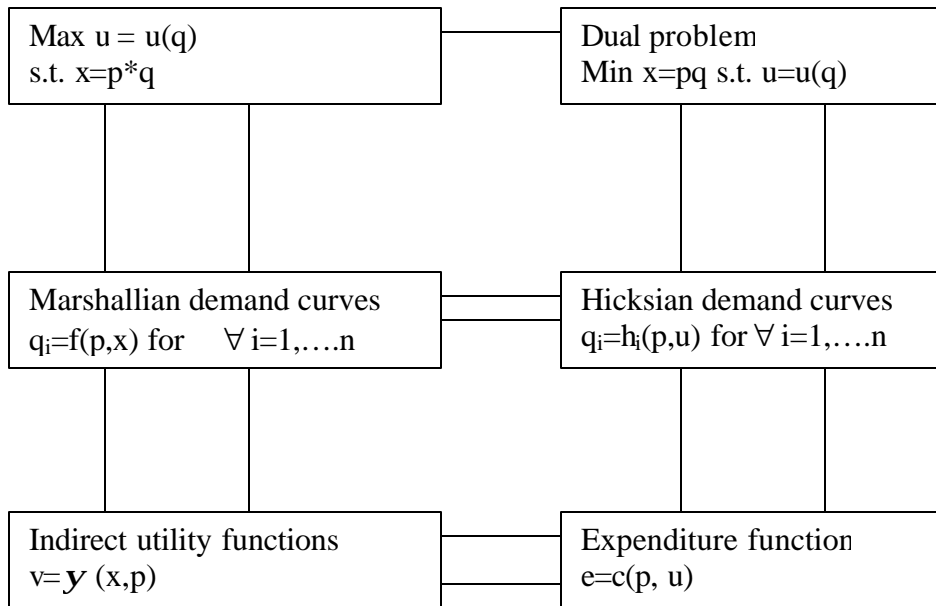 Max u = u(q)
s.t. x=p*q
Dual problem
Min x=pq s.t. u=u(q)
Marshallian demand curves
qᵢ=f(p,x) for ∀ i=1,….n
Hicksian demand curves
qᵢ=hᵢ(p,u) for ∀ i=1,….n
Indirect utility functions
v=y (x,p)
Expenditure function
e=c(p, u)